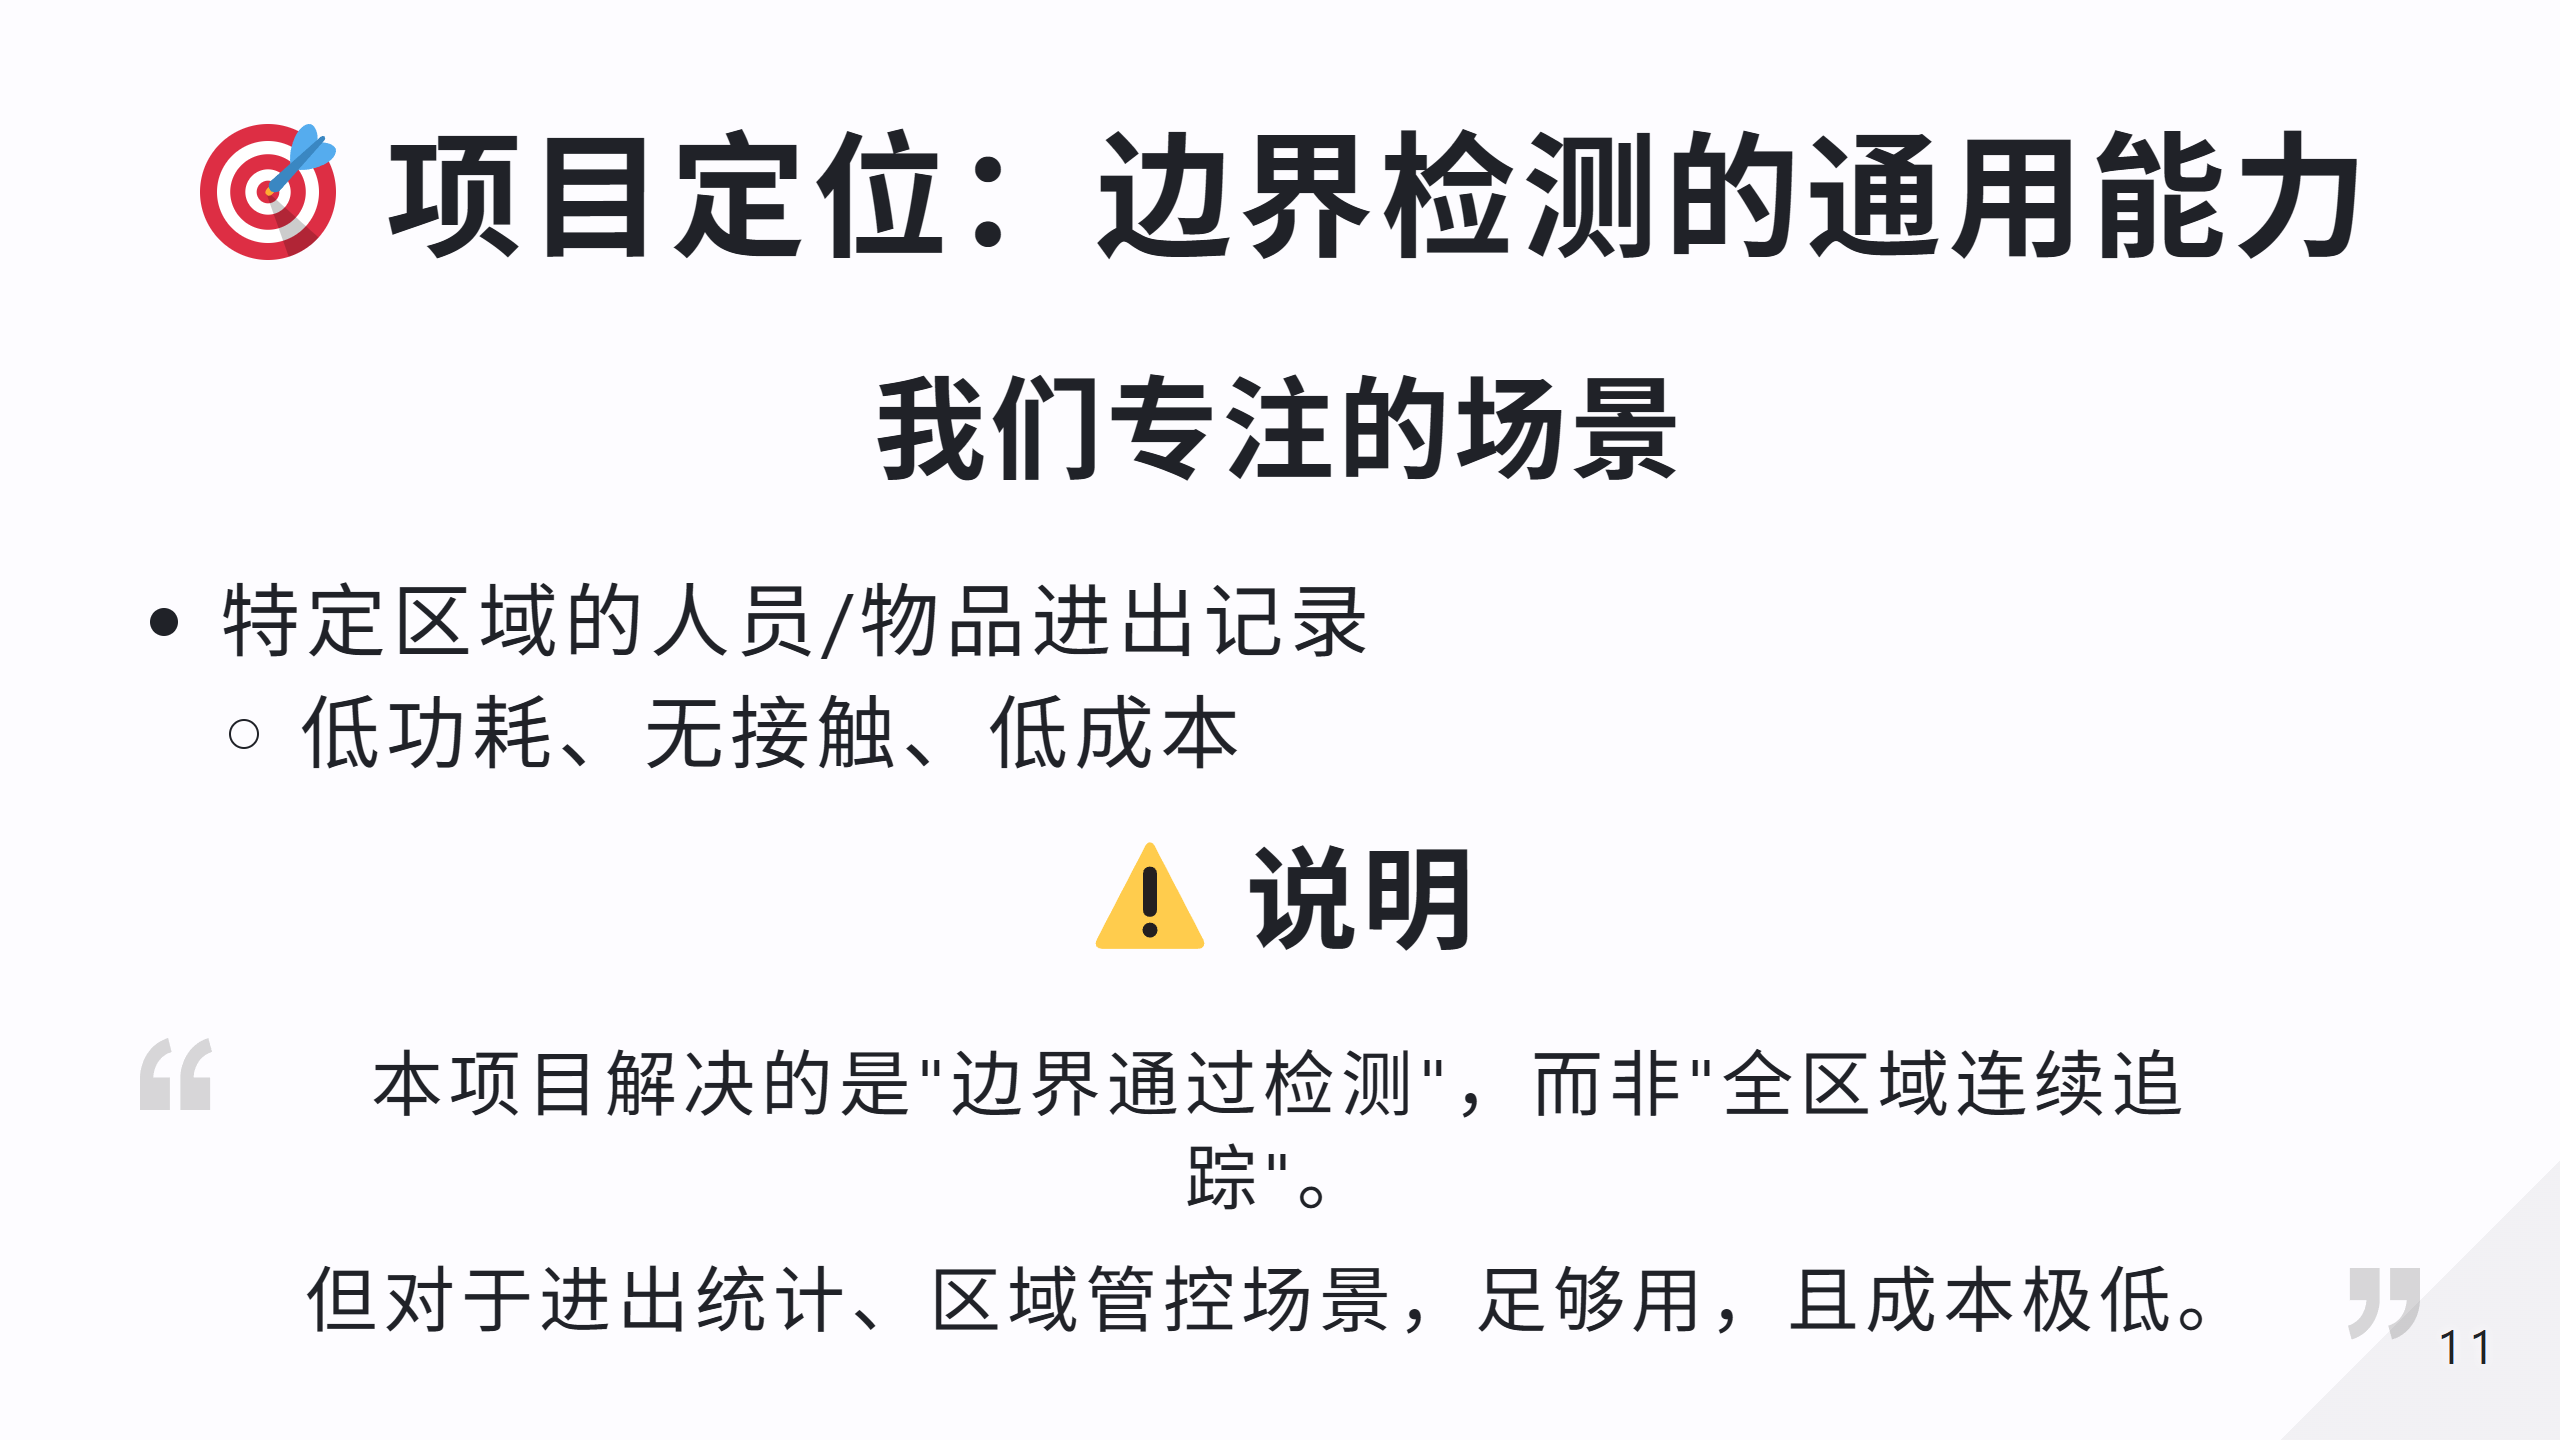 🎯 项目定位：边界检测的通用能力
我们专注的场景
• 特定区域的人员/物品进出记录
○ 低功耗、无接触、低成本
⚠️ 说明
“ 本项目解决的是"边界通过检测"，而非"全区域连续追
踪"。
但对于进出统计、区域管控场景，足够用，且成本极低。 ”
11